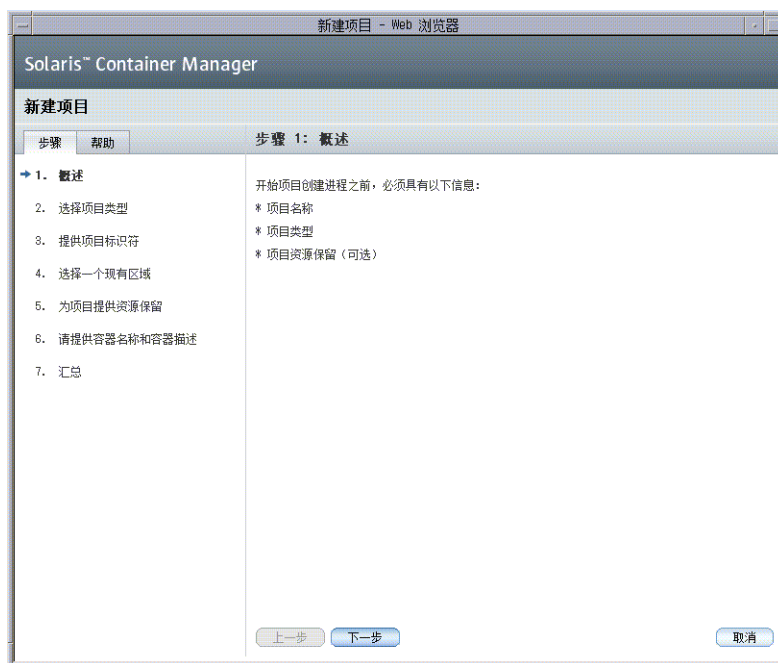 新建项目 - Web 浏览器
Solaris™ Container Manager
新建项目
步骤 帮助
1. 概述
2. 选择项目类型
3. 提供项目标识符
4. 选择一个现有区域
5. 为项目提供资源保留
6. 请提供容器名称和容器描述
7. 汇总
步骤 1: 概述
开始项目创建进程之前，必须具有以下信息：
* 项目名称
* 项目类型
* 项目资源保留（可选）
上一步 下一步 取消